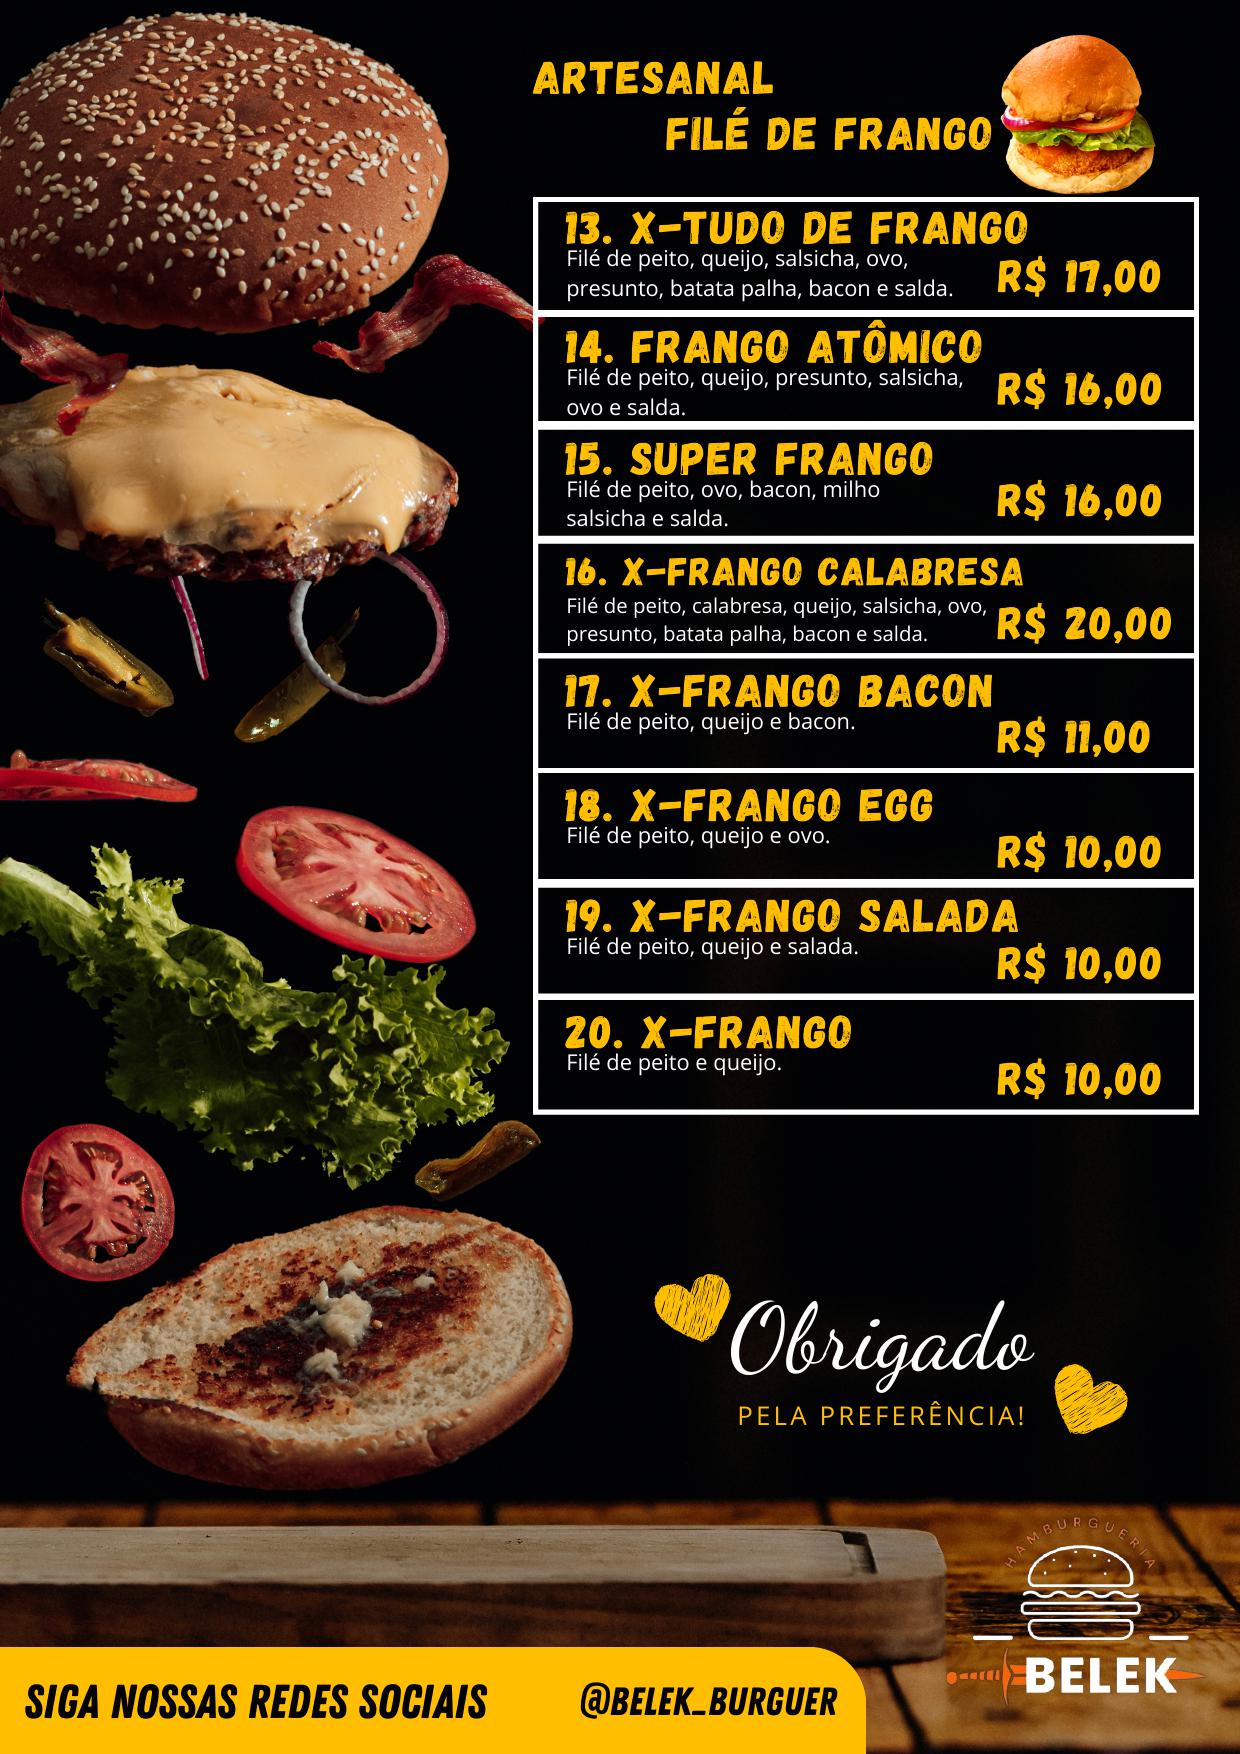 ARTESANAL
FILÉ DE FRANGO
13. X-TUDO DE FRANGO
Filé de peito, queijo, salsicha, ovo,
presunto, batata palha, bacon e salda.
R$ 17,00
14. FRANGO ATÔMICO
Filé de peito, queijo, presunto, salsicha,
ovo e salda.
R$ 16,00
15. SUPER FRANGO
Filé de peito, ovo, bacon, milho
salsicha e salda.
R$ 16,00
16. X-FRANGO CALABRESA
Filé de peito, calabresa, queijo, salsicha, ovo,
presunto, batata palha, bacon e salda.
R$ 20,00
17. X-FRANGO BACON
Filé de peito, queijo e bacon.
R$ 11,00
18. X-FRANGO EGG
Filé de peito, queijo e ovo.
R$ 10,00
19. X-FRANGO SALADA
Filé de peito, queijo e salada.
R$ 10,00
20. X-FRANGO
Filé de peito e queijo.
R$ 10,00
Obrigado
PELA PREFERÊNCIA!
HAMBURGUERIA
BELEK
SIGA NOSSAS REDES SOCIAIS
@BELEK_BURGUER